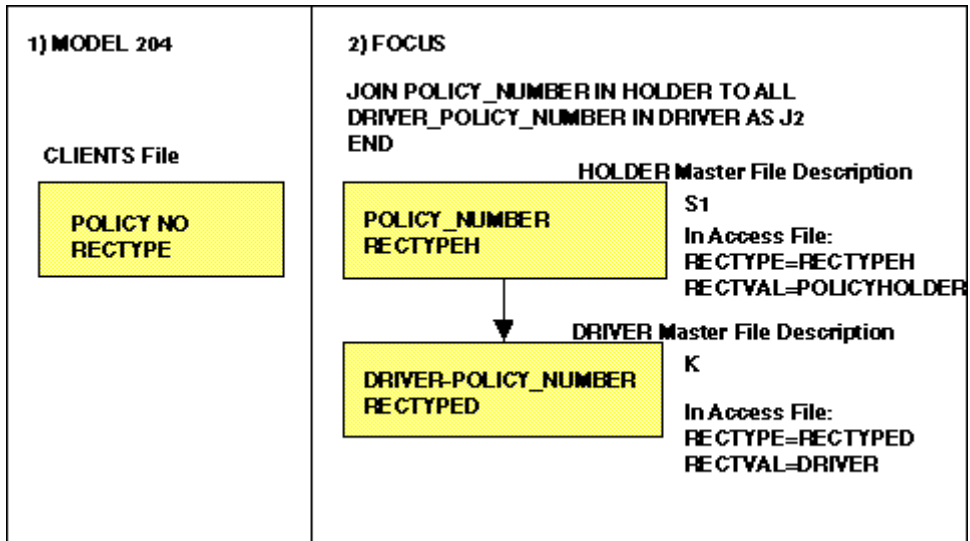 1) MODEL 204
CLIENTS File
POLICY NO
RECTYPE
2) FOCUS
JOIN POLICY_NUMBER IN HOLDER TO ALL
DRIVER_POLICY_NUMBER IN DRIVER AS J2
END
HOLDER Master File Description
POLICY_NUMBER
RECTYPEH
S1
In Access File:
RECTYPE=RECTYPEH
RECTVAL=POLICYHOLDER
DRIVER Master File Description
DRIVER-POLICY_NUMBER
RECTYPED
K
In Access File:
RECTYPE=RECTYPED
RECTVAL=DRIVER